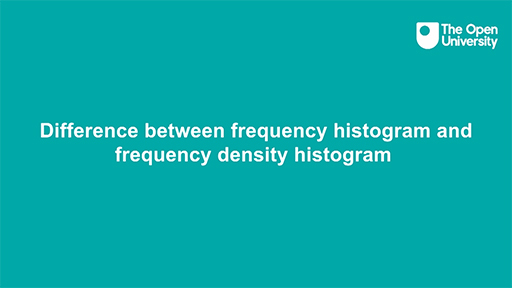 The Open
University
Difference between frequency histogram and
frequency density histogram